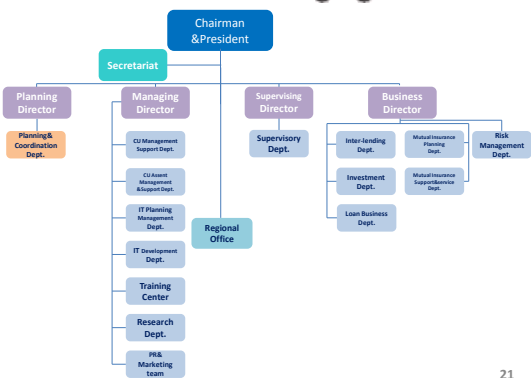 Chairman
&President
Secretariat
Planning
Director
Managing
Director
Supervising
Director
Business
Director
Planning&
Coordination
Dept.
CU Management
Support Dept.
CU Assent
Management
&Support Dept.
IT Planning
Management
Dept.
IT Development
Dept.
Training
Center
Research
Dept.
PR&
Marketing
team
Regional
Office
Supervisory
Dept.
Inter-lending
Dept.
Investment
Dept.
Loan Business
Dept.
Mutual Insurance
Planning
Dept.
Mutual Insurance
Support&service
Dept.
Risk
Management
Dept.
21